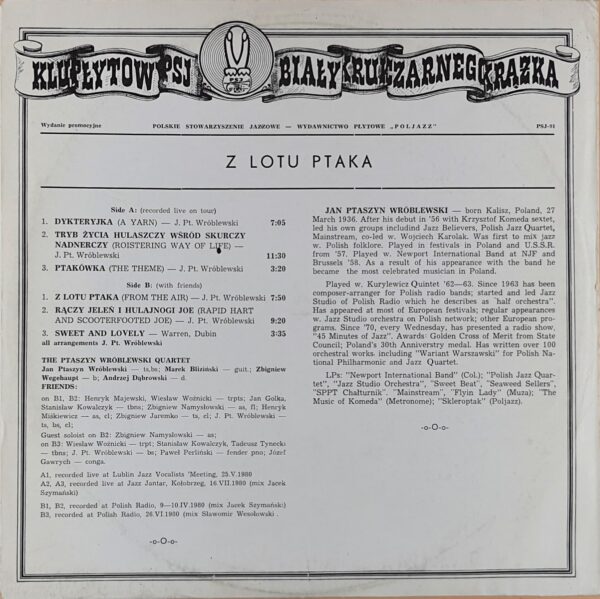 KLUB PŁYTOWY PSJ
BIAŁY KRUK CZARNEGO KRĄŻKA
Wydanie promocyjne POLSKIE STOWARZYSZENIE JAZZOWE — WYDAWNICTWO PŁYTOWE „POLJAZZ" PSJ-91
Z LOTU PTAKA
Side A: (recorded live on tour)
1. DYKTERYJKA (A YARN) — J. Pt. Wróblewski 7:05
2. TRYB ŻYCIA HULASZCZY WŚRÓD SKURCZY
NADNERCZY (ROISTERING WAY OF LIFE) —
J. Pt. Wróblewski 11:30
3. PTAKÓWKA (THE THEME) — J. Pt. Wróblewski 3:20
Side B: (with friends)
1. Z LOTU PTAKA (FROM THE AIR) — J. Pt. Wróblewski 7:50
2. RĄCZY JELEŃ I HULAJNOGI JOE (RAPID HART
AND SCOOTERFOOTED JOE) — J. Pt. Wróblewski 9:20
3. SWEET AND LOVELY — Warren, Dubin 3:35
all arrangements J. Pt. Wróblewski
THE PTASZYN WRÓBLEWSKI QUARTET
Jan Ptaszyn Wróblewski — ts,bs; Marek Bliziński — guit.; Zbigniew
Wegehaupt — b; Andrzej Dąbrowski — d.
FRIENDS:
on B1, B2: Henryk Majewski, Wiesław Woźnicki — trpts; Jan Golka,
Stanisław Kowalczyk — tbns; Zbigniew Namysłowski — as, fl; Henryk
Miśkiewicz — as, cl; Zbigniew Jaremko — ts, cl; J. Pt. Wróblewski —
ts, bs, cl;
Guest soloist on B2: Zbigniew Namysłowski — as;
on B3: Wiesław Woźnicki — trpt; Stanisław Kowalczyk, Tadeusz Tynecki
— tbns; J. Pt. Wróblewski — bs; Paweł Perliński — fender pno; Józef
Gawrych — conga.
A1, recorded live at Lublin Jazz Vocalists 'Meeting, 25.V.1980
A2, A3, recorded live at Jazz Jantar, Kołobrzeg, 16 VII.1980 (mix Jacek
Szymański)
B1, B2, recorded at Polish Radio, 9—10.IV.1980 (mix Jacek Szymański)
B3, recorded at Polish Radio, 26.VI.1980 (mix Sławomir Wesołowski .
-o-O-
JAN PTASZYN WRÓBLEWSKI — born Kalisz, Poland, 27
March 1936. After his debut in '56 with Krzysztof Komeda sextet,
led his own groups including Jazz Believers, Polish Jazz Quartet,
Mainstream, co-led w. Wojciech Karolak. Was first to mix jazz
w. Polish folklore. Played in festivals in Poland and U.S.S.R.
from '57. Played w. Newport International Band at NJF and
Brussels '58. As a result of his appearance with the band he
became the most celebrated musician in Poland.
Played w. Kurylewicz Quintet '62—63. Since 1963 has been
composer-arranger for Polish radio bands; started and led Jazz
Studio of Polish Radio which he describes as "half orchestra".
Has appeared at most of European festivals; regular appearances
w. Jazz Studio orchestra on Polish network; other European pro-
grams. Since '70, every Wednesday, has presented a radio show,
"45 Minutes of Jazz". Awards: Golden Cross of Merit from State
Council; Poland's 30th Anniversary medal. Has written over 100
orchestral works. including "Wariant Warszawski" for Polish Na-
tional Philharmonic and Jazz Quartet.
LPs: "Newport International Band" (Col.); "Polish Jazz Quar-
tet", "Jazz Studio Orchestra", "Sweet Beat", "Seaweed Sellers",
"SPPT Chałturnik". "Mainstream", "Flyin' Lady" (Muza); "The
Music of Komeda" (Metronome); "Skleroptak" (Poljazz).
-o-O-